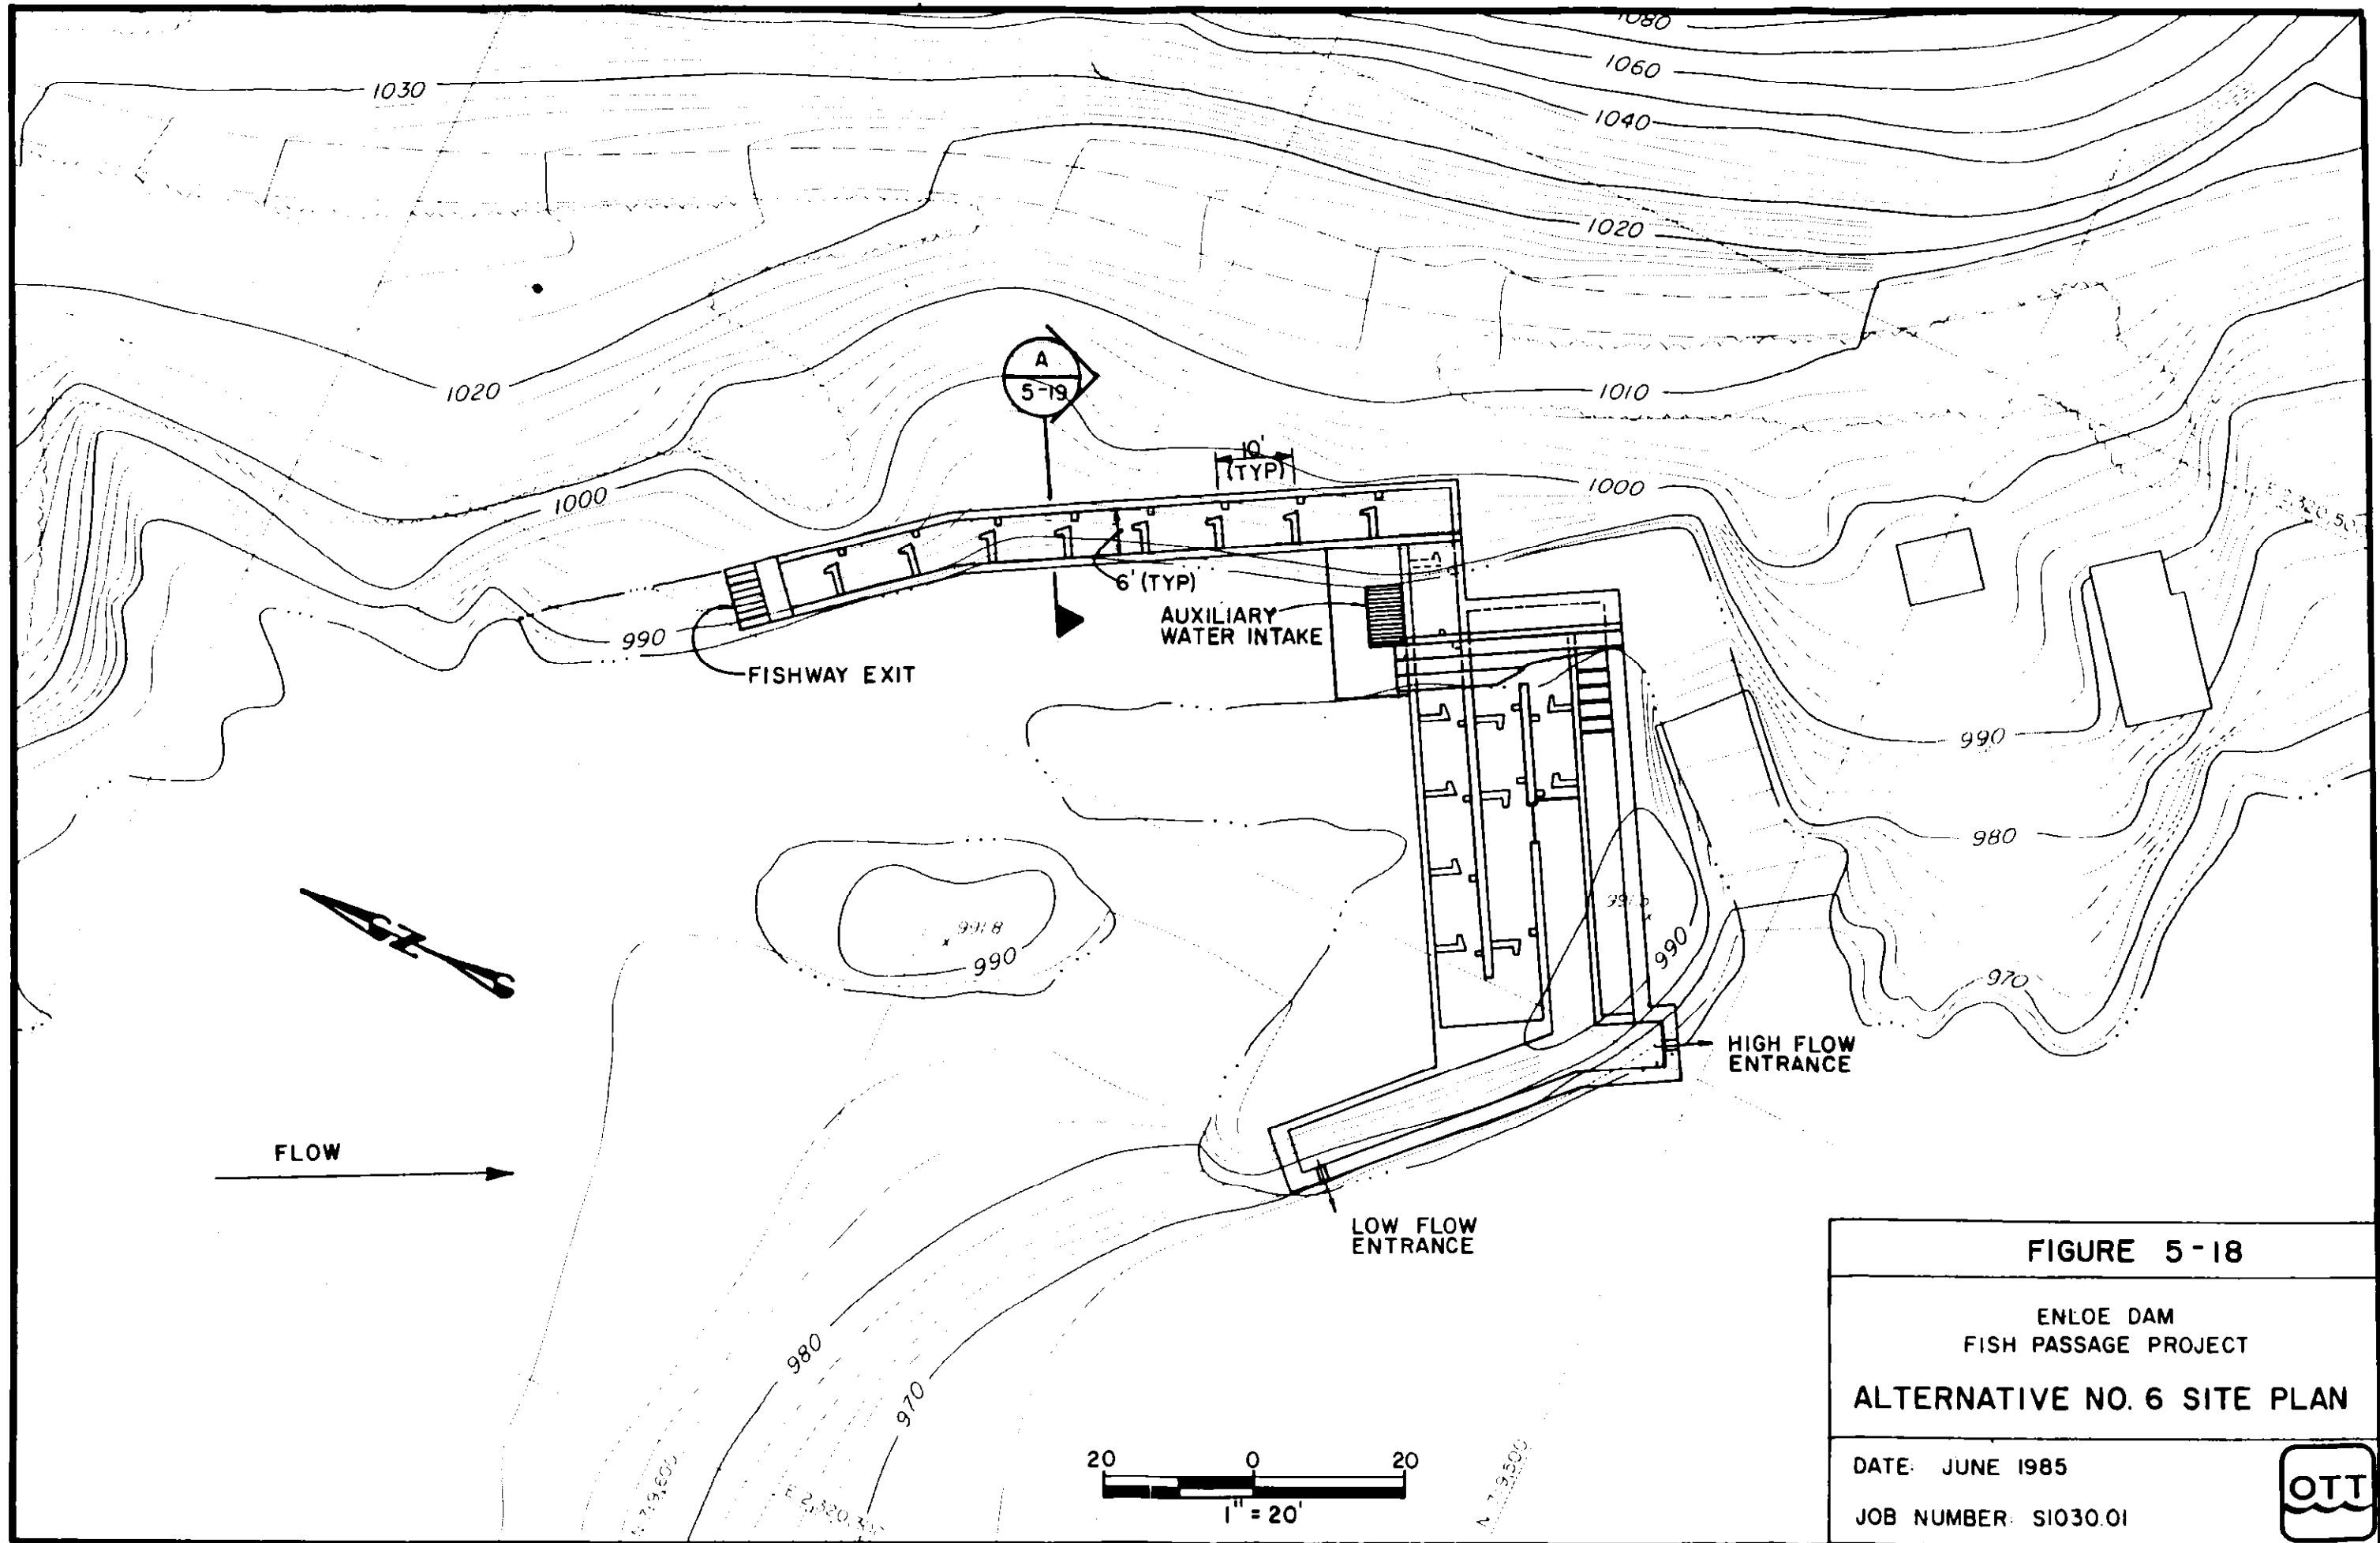 1080
1060
1030
1040
1020
1020
1010
A
5-19
10'
(TYP)
1000
1000
6' (TYP)
AUXILIARY
WATER INTAKE
990
FISHWAY EXIT
990
980
991.8
990
990
970
HIGH FLOW
ENTRANCE
FLOW
LOW FLOW
ENTRANCE
980
970
20 0 20
1" = 20'
FIGURE 5-18
ENLOE DAM
FISH PASSAGE PROJECT
ALTERNATIVE NO. 6 SITE PLAN
DATE: JUNE 1985
JOB NUMBER: S1030.01
OTT